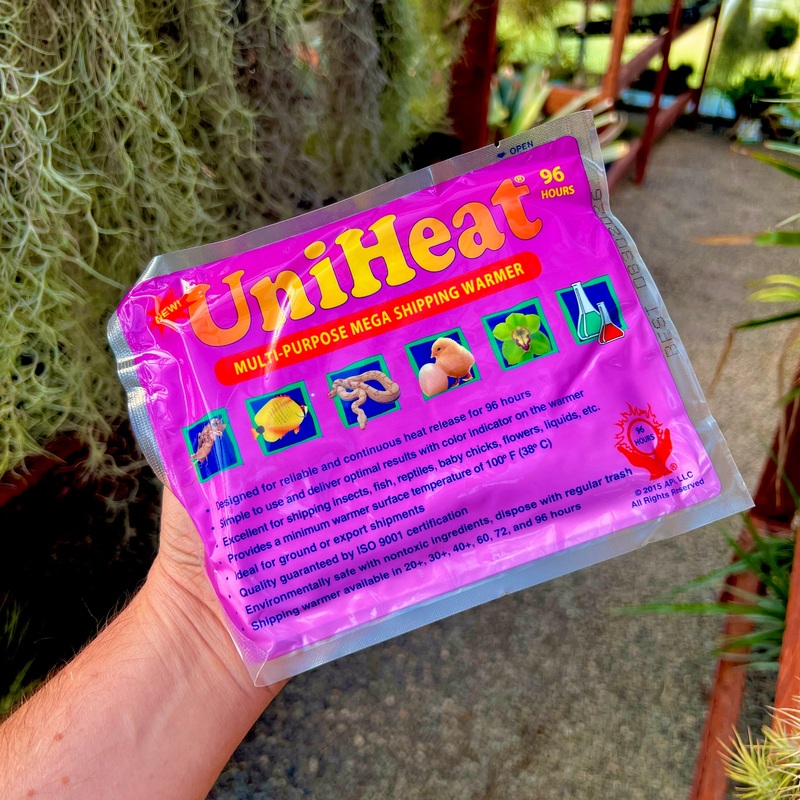 OPEN
NEW!
UniHeat®
96
HOURS
MULTI-PURPOSE MEGA SHIPPING WARMER
• Designed for reliable and continuous heat release for 96 hours
• Simple to use and deliver optimal results with color indicator on the warmer
• Excellent for shipping insects, fish, reptiles, baby chicks, flowers, liquids, etc.
• Provides a minimum warmer surface temperature of 100º F (38º C)
• Ideal for ground or export shipments
• Quality guaranteed by ISO 9001 certification
• Environmentally safe with nontoxic ingredients, dispose with regular trash
• Shipping warmer available in 20+, 30+, 40+, 60, 72, and 96 hours
96
HOURS
®
© 2015 API, LLC
All Rights Reserved
BEST